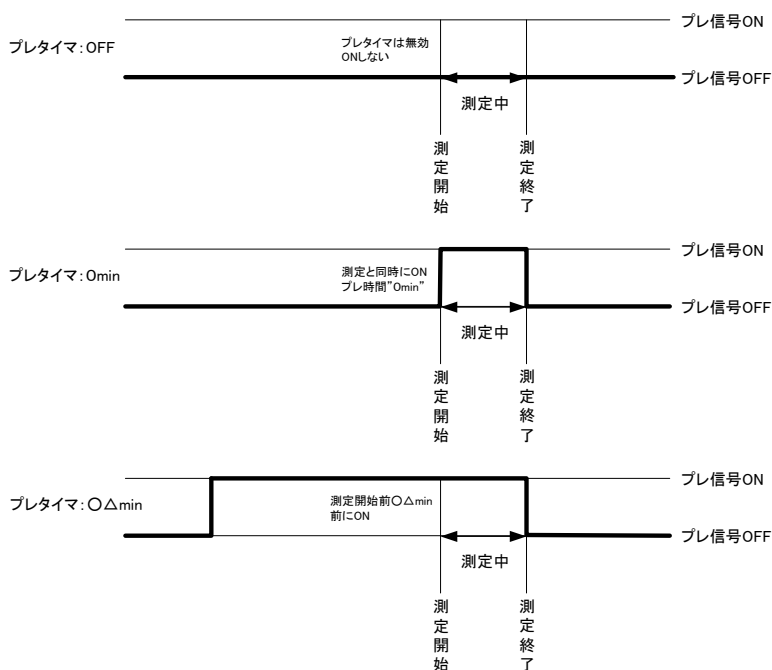 プレ信号ON
プレタイマ：OFF
プレタイマは無効
ONしない
プレ信号OFF
測定中
測定開始
測定終了
プレ信号ON
プレタイマ：0min
測定と同時にON
プレ時間”0min”
プレ信号OFF
測定中
測定開始
測定終了
プレ信号ON
プレタイマ：〇△min
測定開始前〇△min
前にON
プレ信号OFF
測定中
測定開始
測定終了